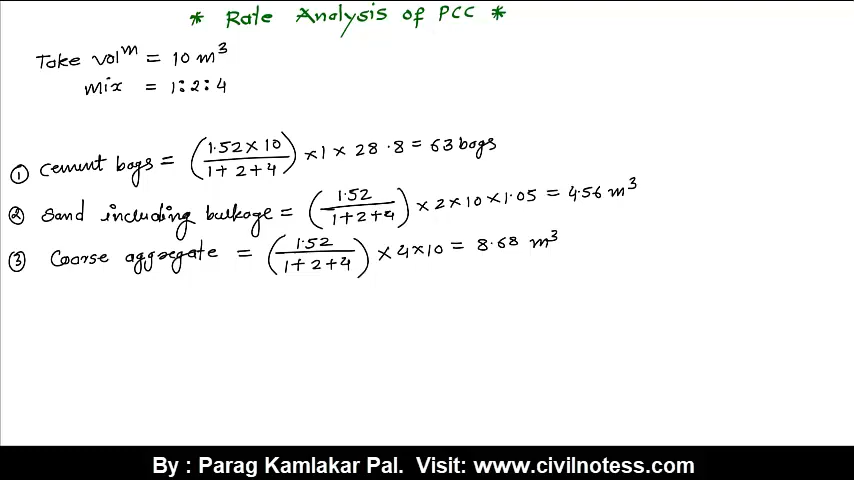 * Rate Analysis of PCC *
Take vol^m = 10 m³
mix = 1:2:4
① Cement bags = (1.52 × 10 / 1+2+4) × 1 × 28.8 = 63 bags
② Sand including bulkage = (1.52 / 1+2+4) × 2 × 10 × 1.05 = 4.56 m³
③ Coarse aggregate = (1.52 / 1+2+4) × 4 × 10 = 8.68 m³
By : Parag Kamlakar Pal. Visit: www.civilnotess.com